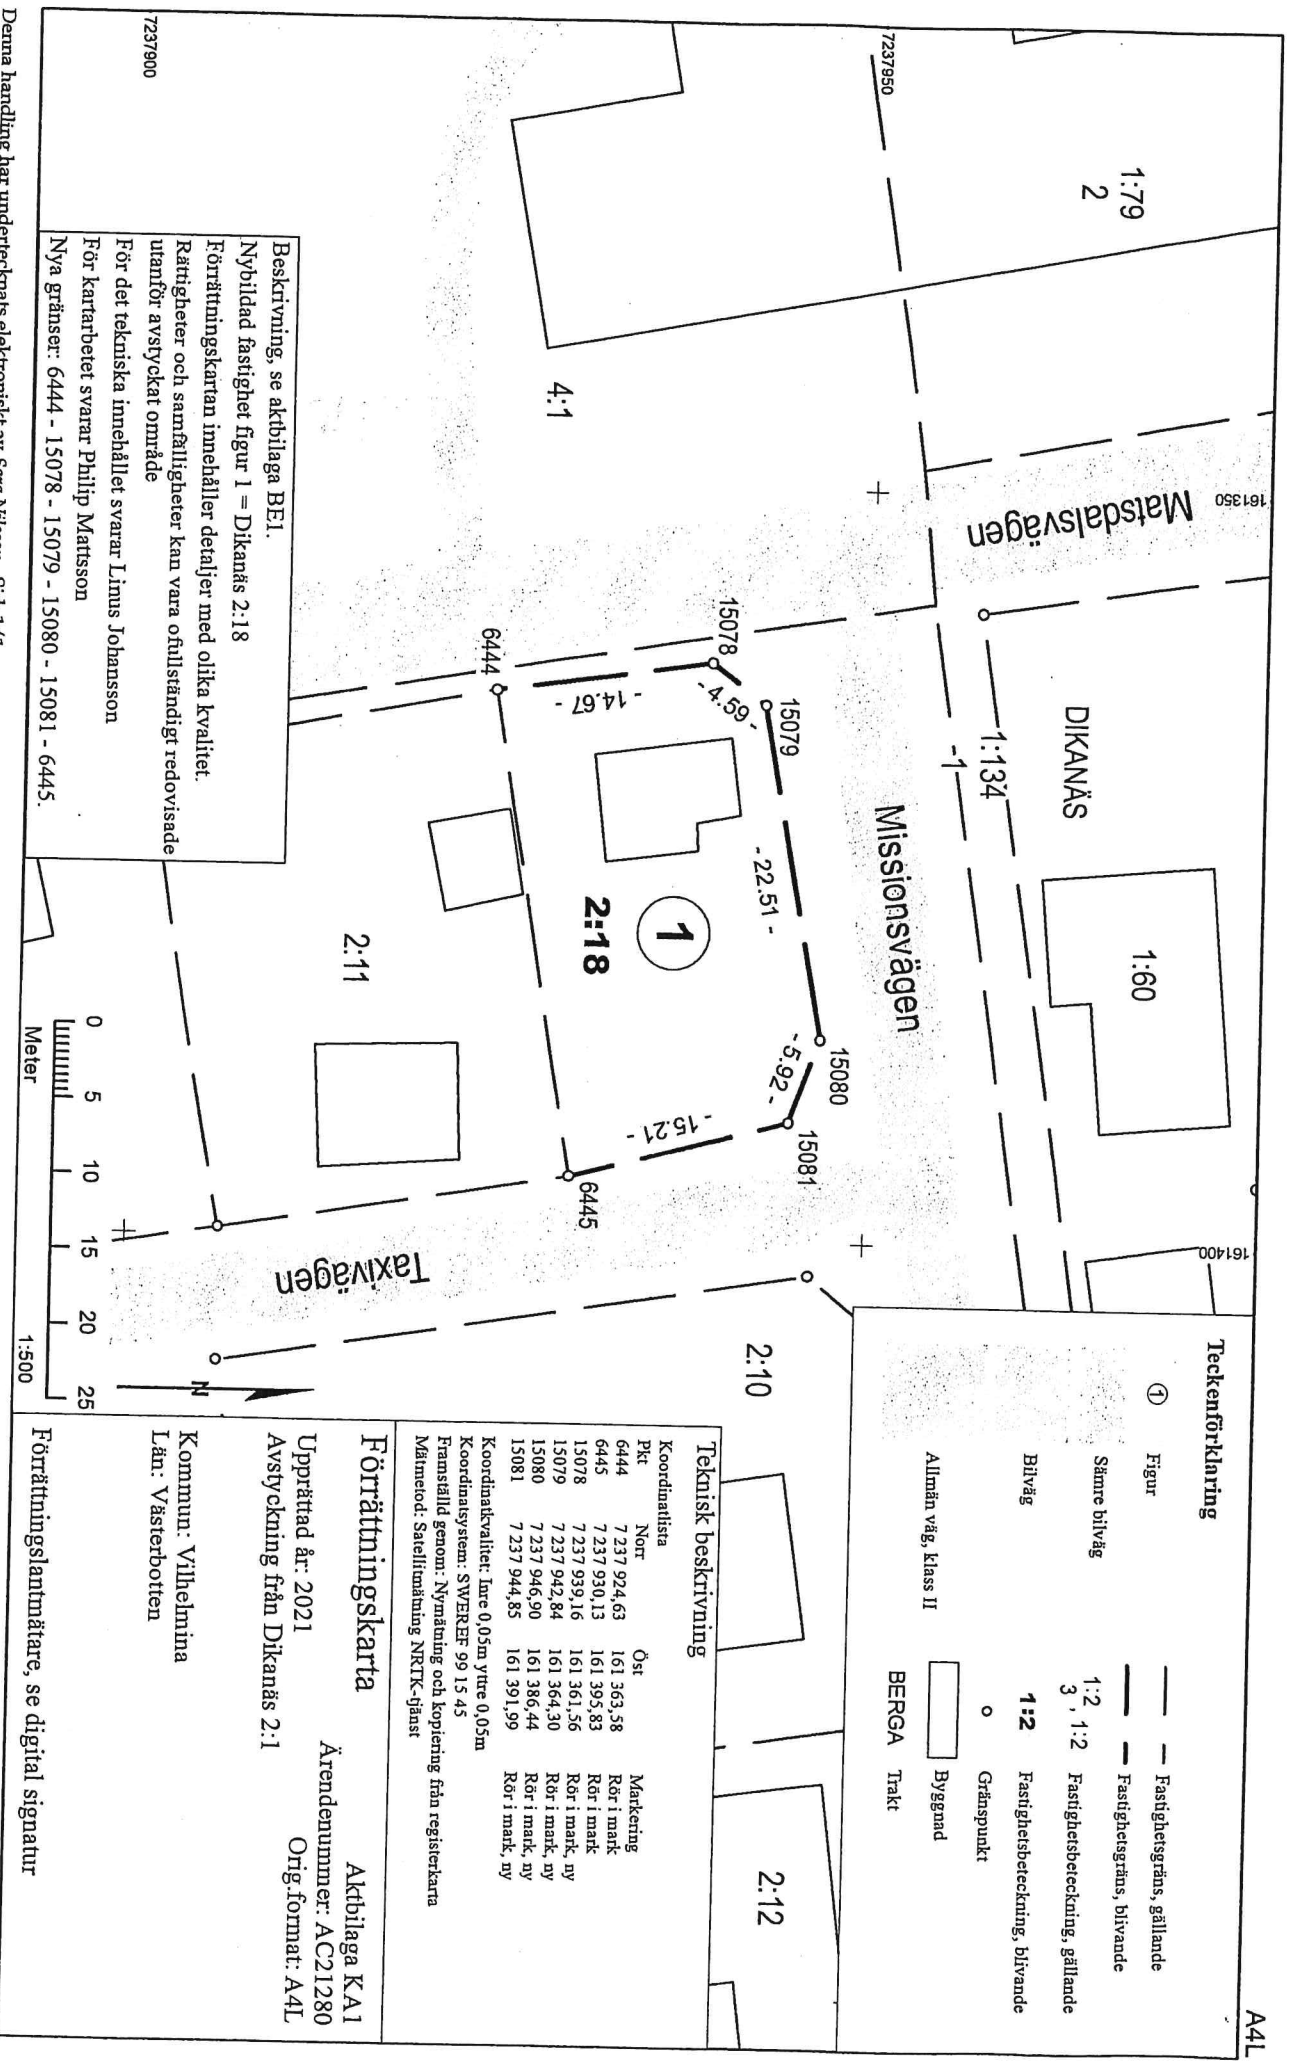 A4L
7237950
7237900
161350
161400
1:79
2
4:1
Matsdalsvägen
DIKANÄS
1:134
-1
1:60
Missionsvägen
15078
15079
15080
15081
6444
6445
- 14.67 -
- 4.59 -
- 22.51 -
- 5.92 -
- 15.21 -
1
2:18
2:11
Taxivägen
2:10
2:12
N
Beskrivning, se aktbilaga BE1.
Nybildad fastighet figur 1 = Dikanäs 2:18
Förrättningskartan innehåller detaljer med olika kvalitet.
Rättigheter och samfälligheter kan vara ofullständigt redovisade
utanför avstyckat område
För det tekniska innehållet svarar Linus Johansson
För kartarbetet svarar Philip Mattsson
Nya gränser: 6444 - 15078 - 15079 - 15080 - 15081 - 6445.
0 5 10 15 20 25
Meter
1:500
Teckenförklaring
1 Figur
Sämre bilväg
Bilväg
Allmän väg, klass II
Fastighetsgräns, gällande
Fastighetsgräns, blivande
1:2
3 , 1:2 Fastighetsbeteckning, gällande
1:2 Fastighetsbeteckning, blivande
Gränspunkt
Byggnad
BERGA Trakt
Teknisk beskrivning
Koordinatlista
Pkt Norr Öst Markering
6444 7 237 924,63 161 363,58 Rör i mark
6445 7 237 930,13 161 395,83 Rör i mark
15078 7 237 939,16 161 361,56 Rör i mark, ny
15079 7 237 942,84 161 364,30 Rör i mark, ny
15080 7 237 946,90 161 386,44 Rör i mark, ny
15081 7 237 944,85 161 391,99 Rör i mark, ny
Koordinatkvalitet: Inre 0,05m yttre 0,05m
Koordinatsystem: SWEREF 99 15 45
Framställd genom: Nymätning och kopiering från registerkarta
Mätmetod: Satellitmätning NRTK-tjänst
Förrättningskarta
Aktbilaga KA1
Upprättad år: 2021 Ärendenummer: AC21280
Avstyckning från Dikanäs 2:1 Orig.format: A4L
Kommun: Vilhelmina
Län: Västerbotten
Förrättningslantmätare, se digital signatur
Denna handling har undertecknats elektroniskt av